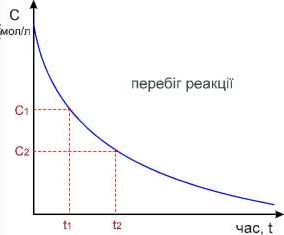 C
моль/л
перебіг реакції
C1
C2
t1
t2
час, t